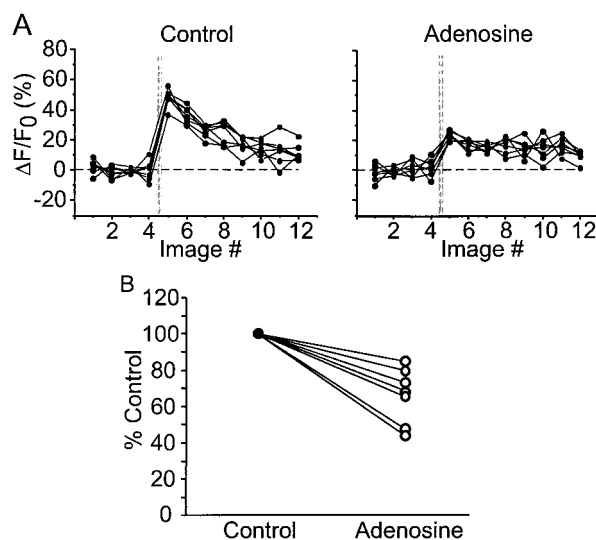 A
Control
Adenosine
ΔF/F0 (%)
80
60
40
20
0
-20
2 4 6 8 10 12
2 4 6 8 10 12
Image #
Image #
B
% Control
120
100
80
60
40
20
0
Control
Adenosine